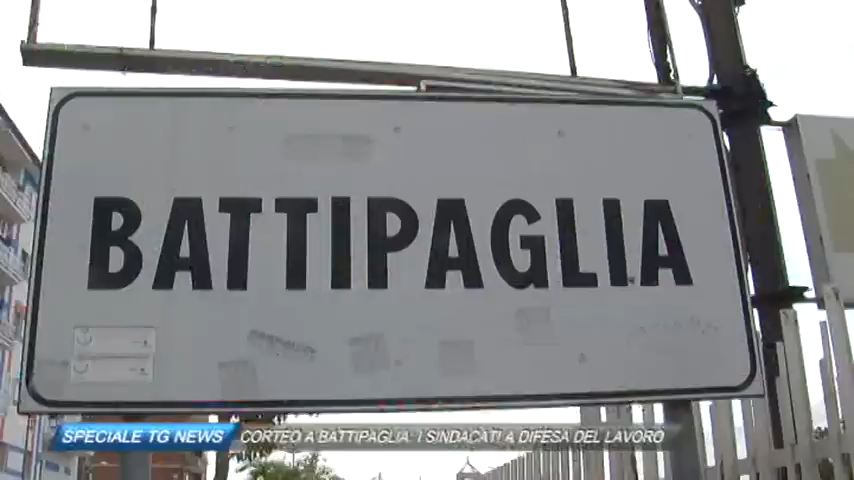 BATTIPAGLIA
SPECIALE TG NEWS CORTEO A BATTIPAGLIA: I SINDACATI A DIFESA DEL LAVORO